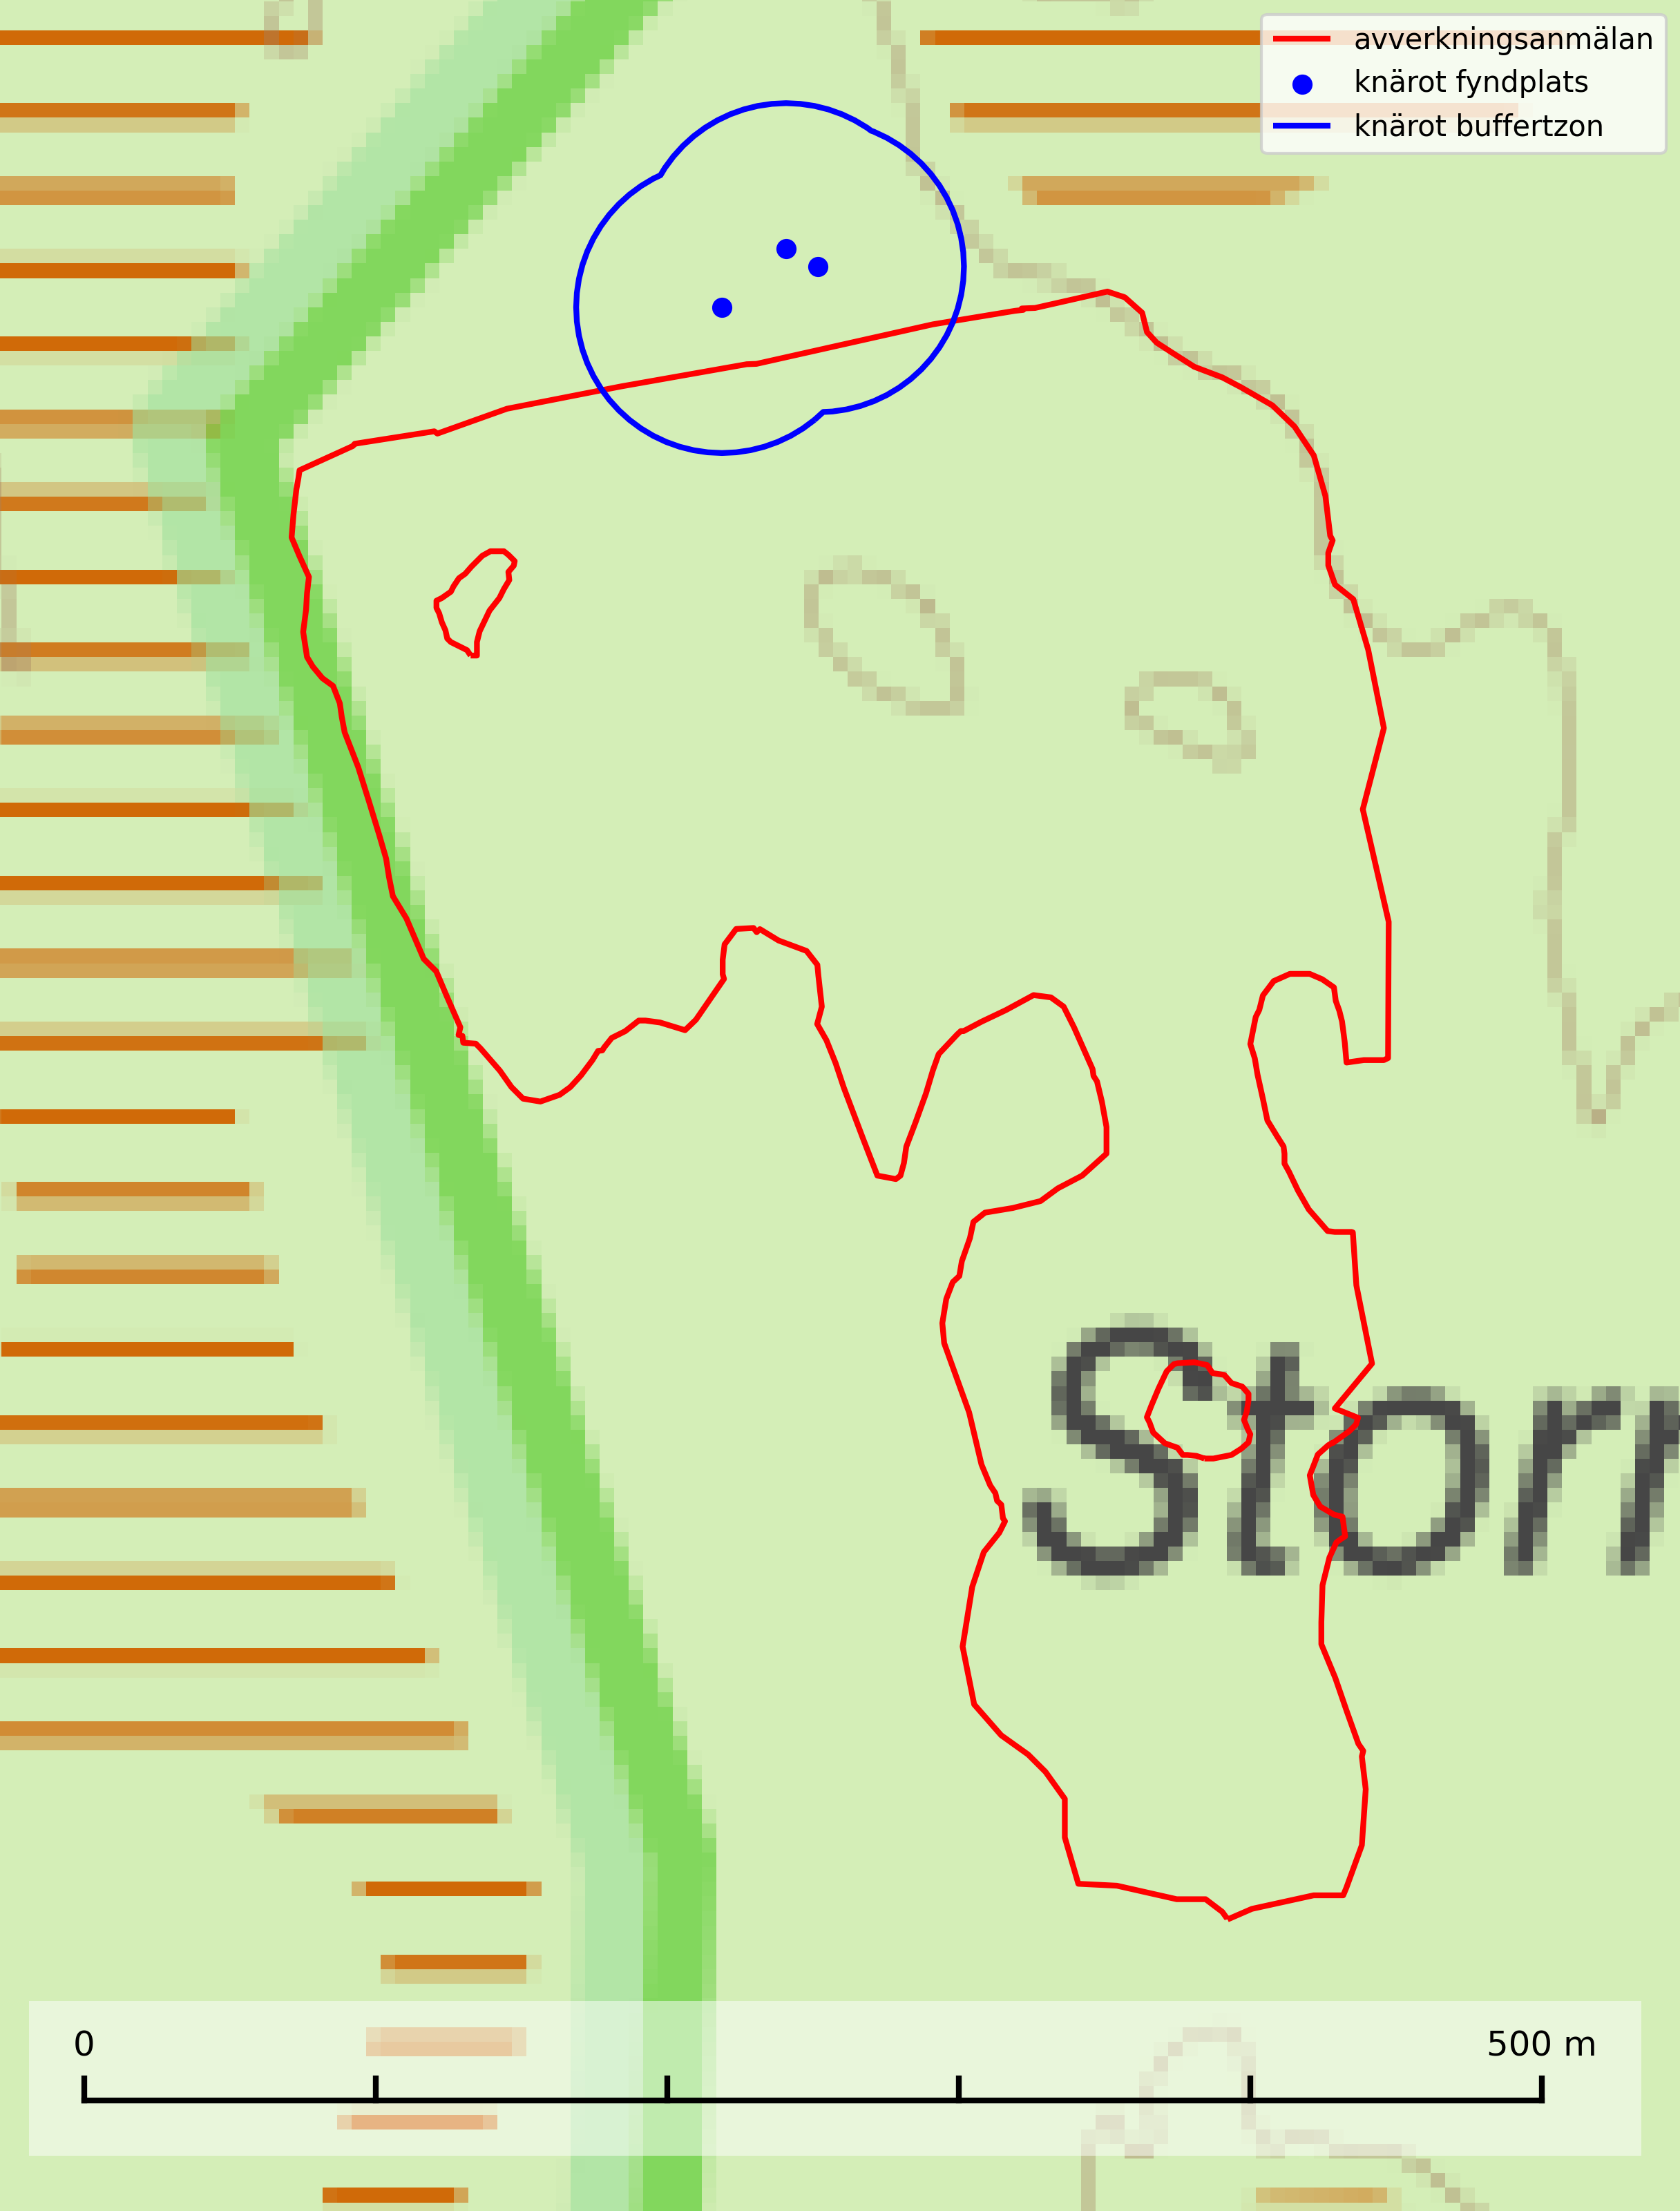 avverkningsanmälan
knärot fyndplats
knärot buffertzon
0 500 m